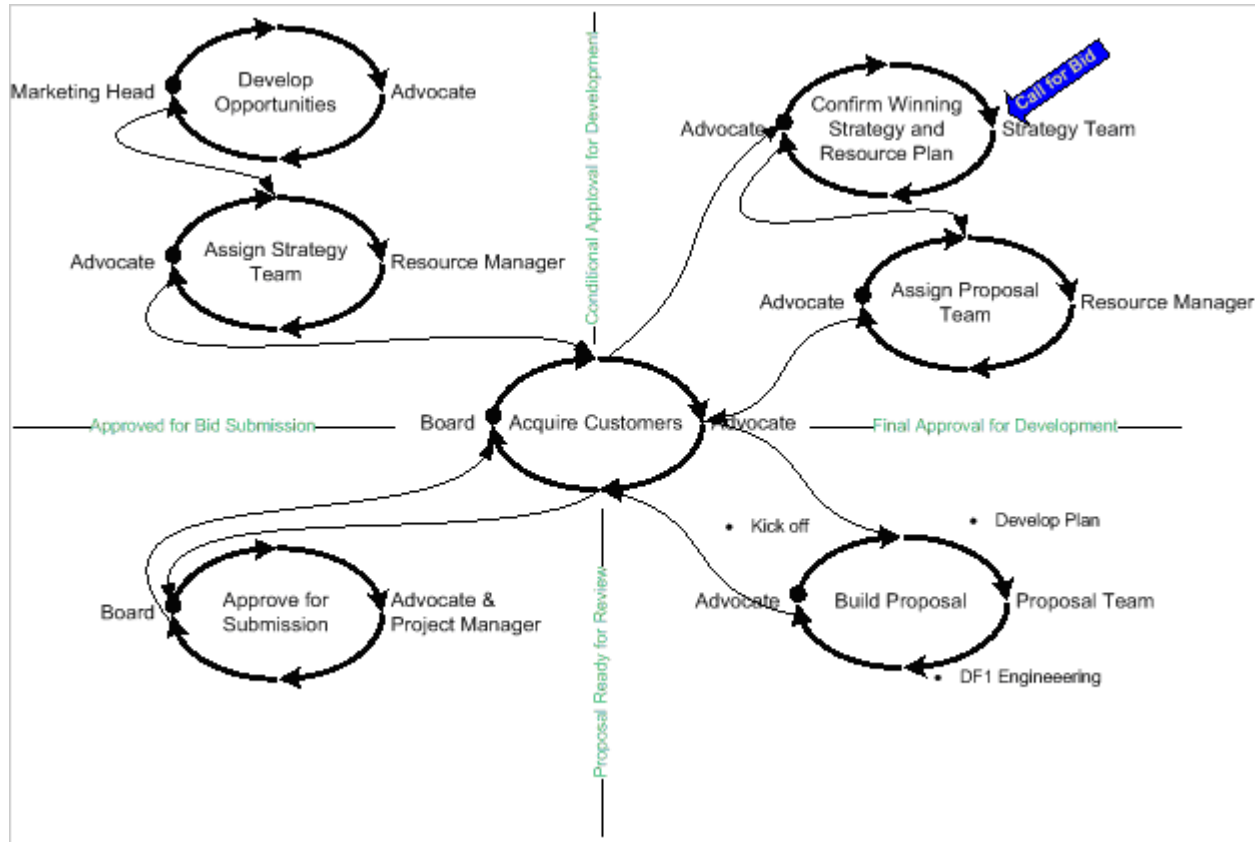 Marketing Head
Develop
Opportunities
Advocate
Advocate
Assign Strategy
Team
Resource Manager
Conditional Apptoval for Development
Call for Bid
Advocate
Confirm Winning
Strategy and
Resource Plan
Strategy Team
Advocate
Assign Proposal
Team
Resource Manager
Board
Acquire Customers
Advocate
Approved for Bid Submission
Final Approval for Development
Board
Approve for
Submission
Advocate &
Project Manager
Proposal Ready for Review
• Kick off
• Develop Plan
Advocate
Build Proposal
Proposal Team
• DF1 Engineeering